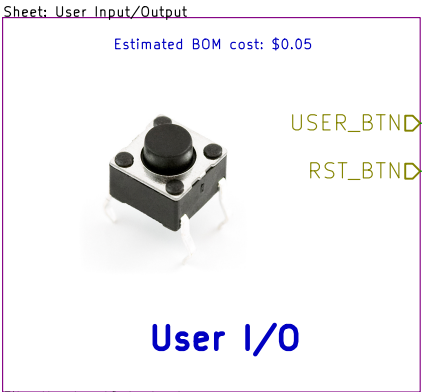 Sheet: User Input/Output
Estimated BOM cost: $0.05
USER_BTN
RST_BTN
User I/O